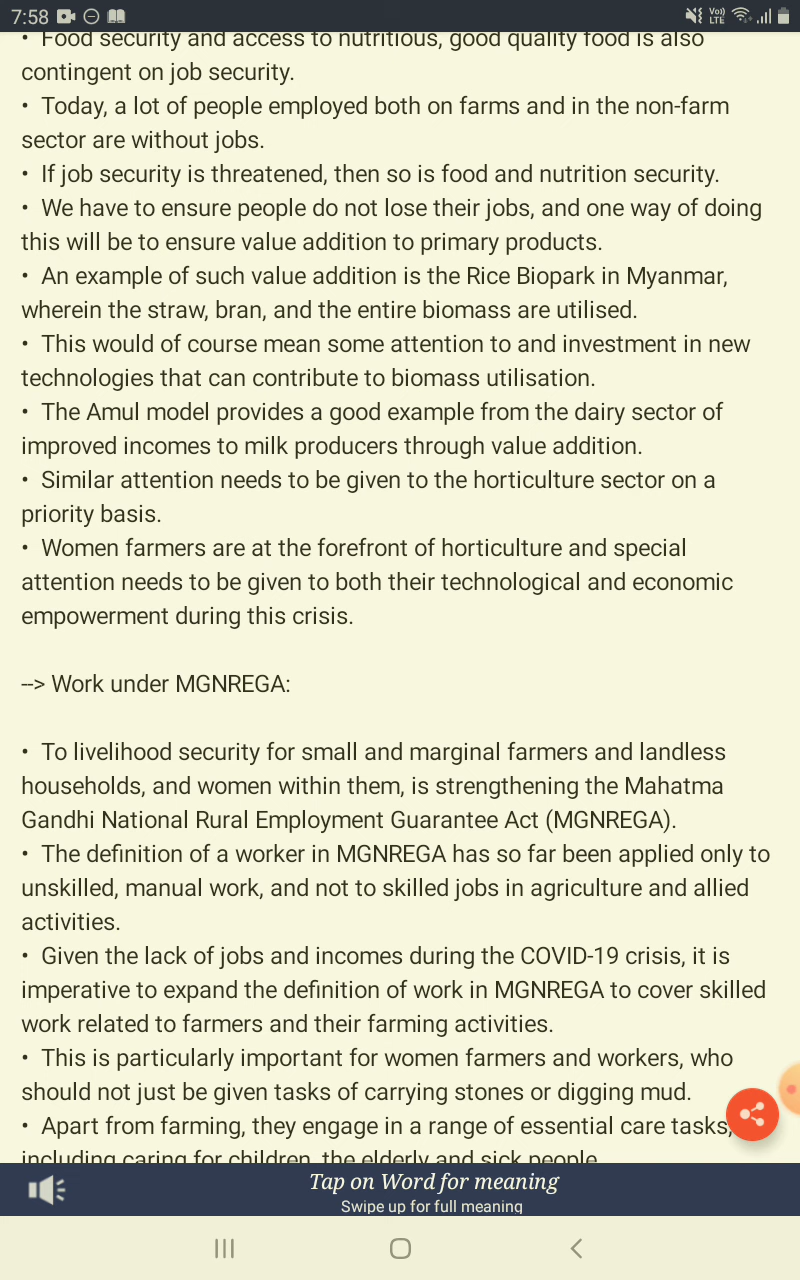 7:58
Vo))
LTE
• Food security and access to nutritious, good quality food is also
contingent on job security.
• Today, a lot of people employed both on farms and in the non-farm
sector are without jobs.
• If job security is threatened, then so is food and nutrition security.
• We have to ensure people do not lose their jobs, and one way of doing
this will be to ensure value addition to primary products.
• An example of such value addition is the Rice Biopark in Myanmar,
wherein the straw, bran, and the entire biomass are utilised.
• This would of course mean some attention to and investment in new
technologies that can contribute to biomass utilisation.
• The Amul model provides a good example from the dairy sector of
improved incomes to milk producers through value addition.
• Similar attention needs to be given to the horticulture sector on a
priority basis.
• Women farmers are at the forefront of horticulture and special
attention needs to be given to both their technological and economic
empowerment during this crisis.
--> Work under MGNREGA:
• To livelihood security for small and marginal farmers and landless
households, and women within them, is strengthening the Mahatma
Gandhi National Rural Employment Guarantee Act (MGNREGA).
• The definition of a worker in MGNREGA has so far been applied only to
unskilled, manual work, and not to skilled jobs in agriculture and allied
activities.
• Given the lack of jobs and incomes during the COVID-19 crisis, it is
imperative to expand the definition of work in MGNREGA to cover skilled
work related to farmers and their farming activities.
• This is particularly important for women farmers and workers, who
should not just be given tasks of carrying stones or digging mud.
• Apart from farming, they engage in a range of essential care tasks,
including caring for children, the elderly and sick people
Tap on Word for meaning
Swipe up for full meaning